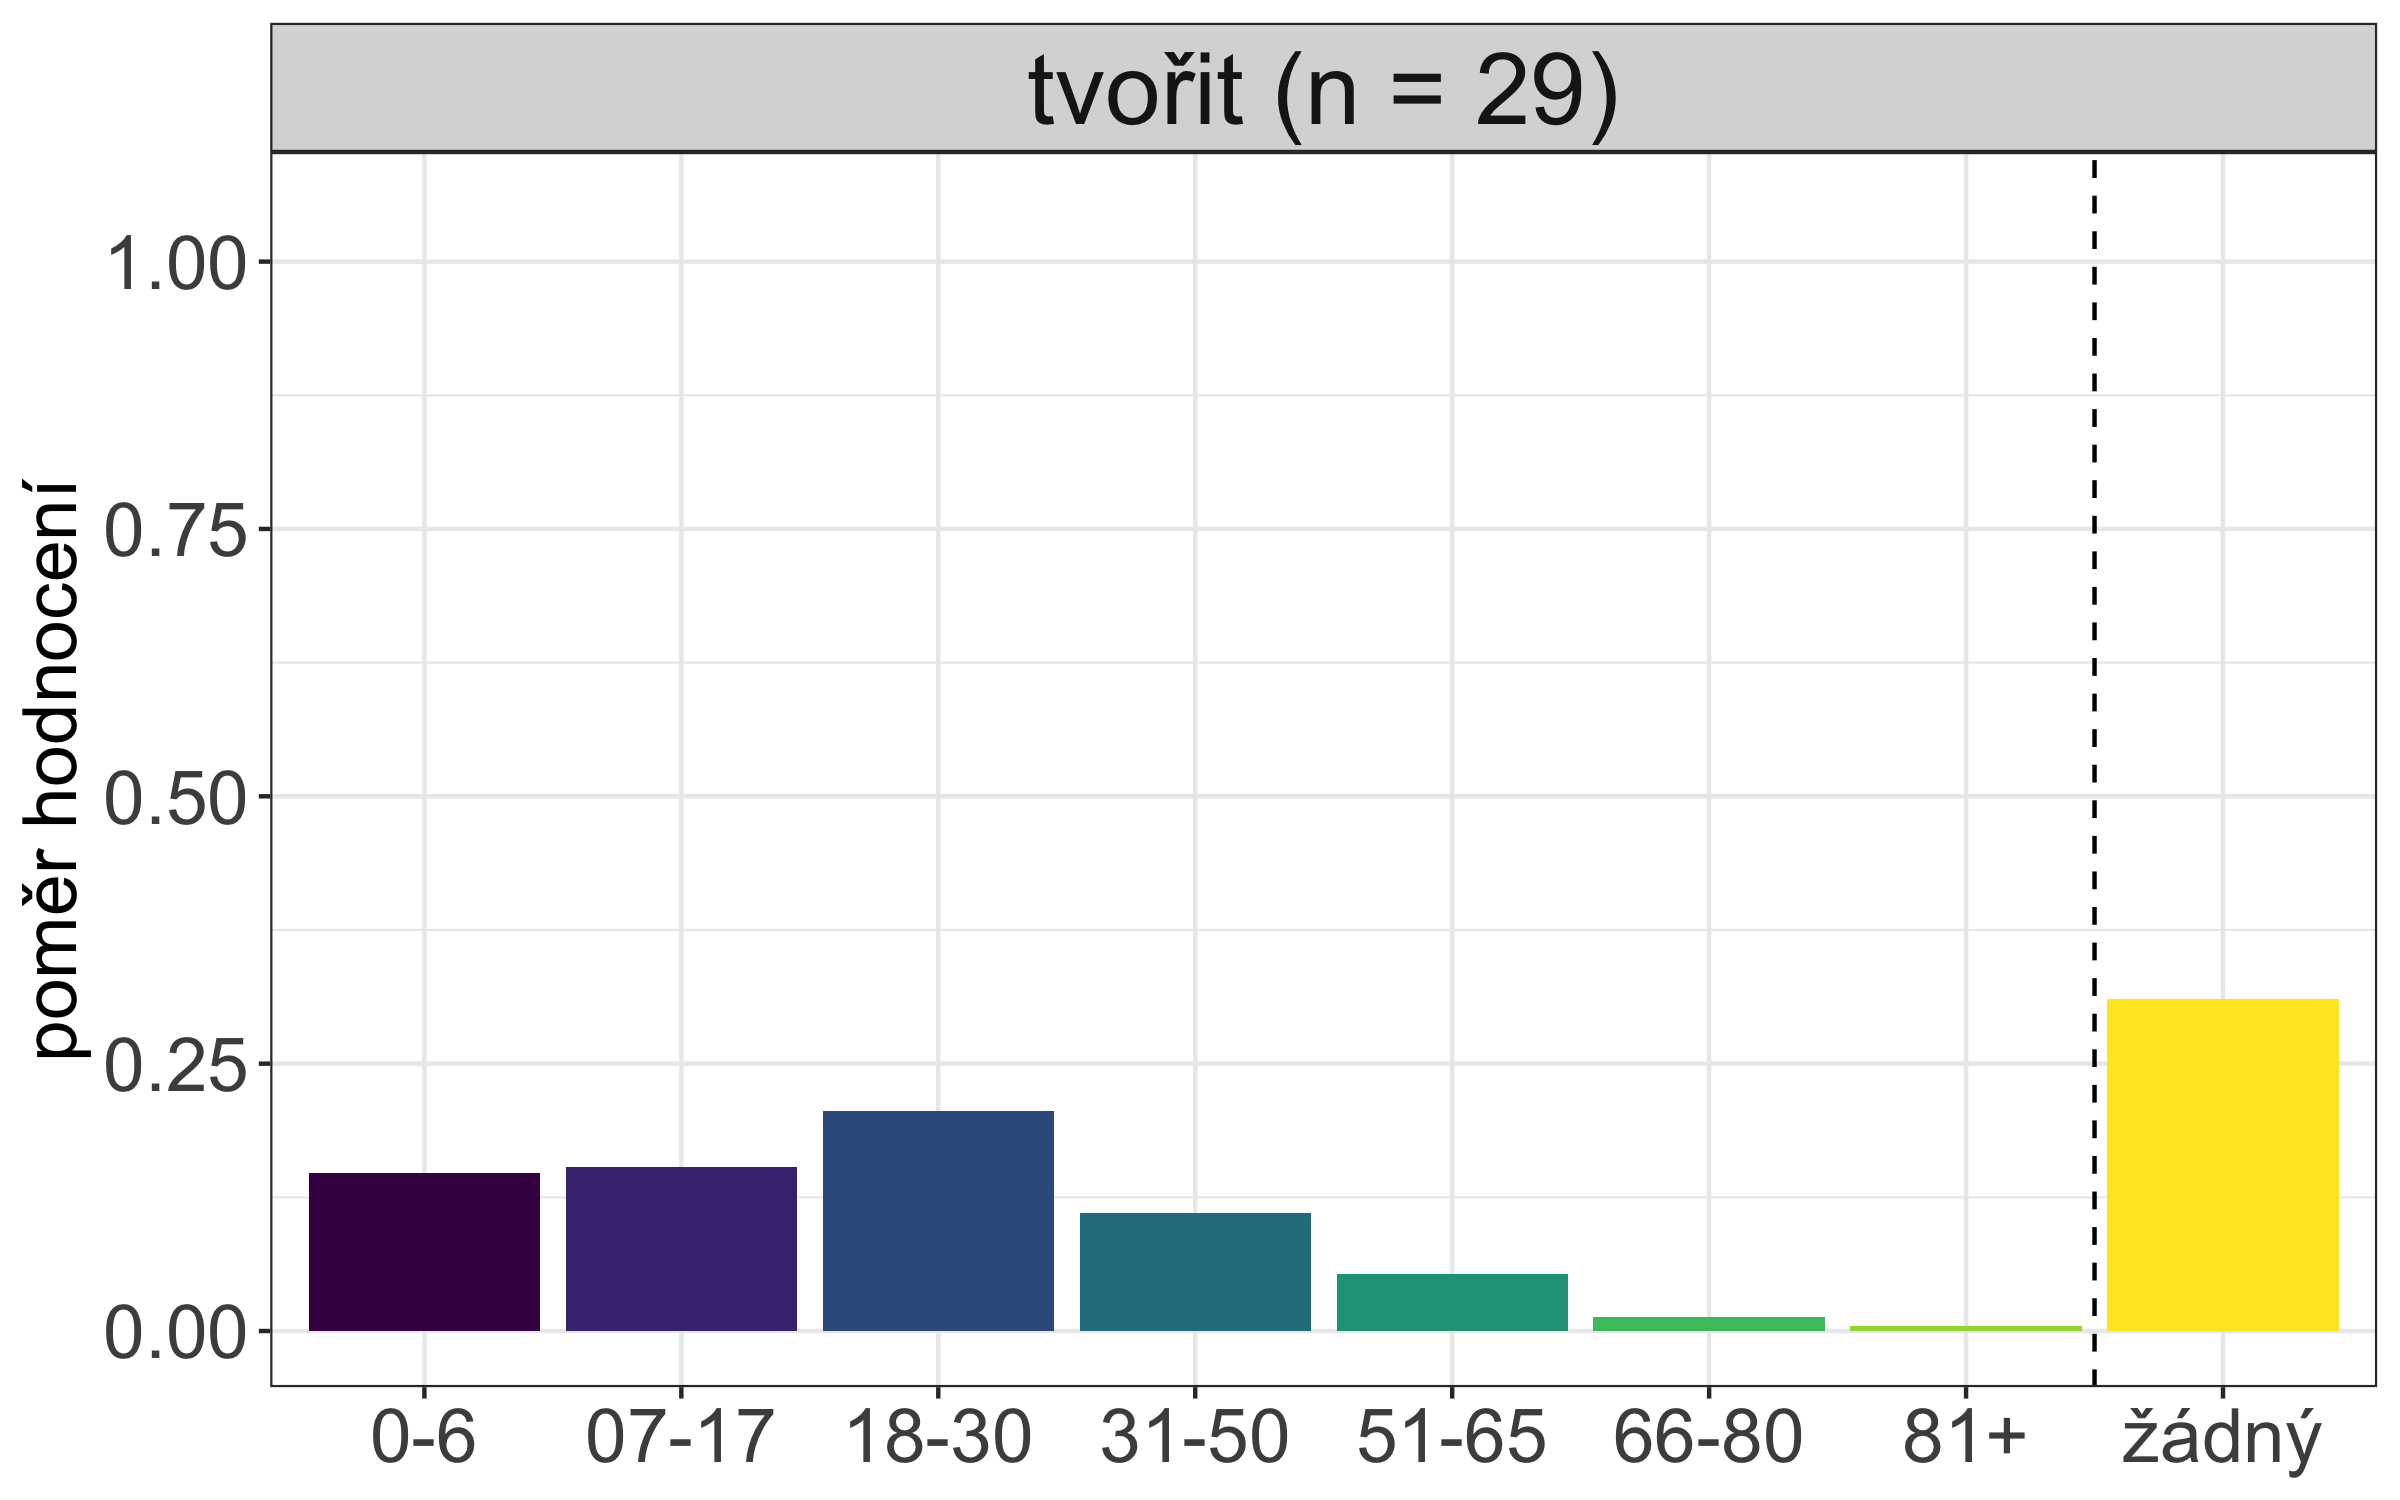 tvořit (n = 29)
poměr hodnocení
1.00
0.75
0.50
0.25
0.00
0-6 07-17 18-30 31-50 51-65 66-80 81+ žádný